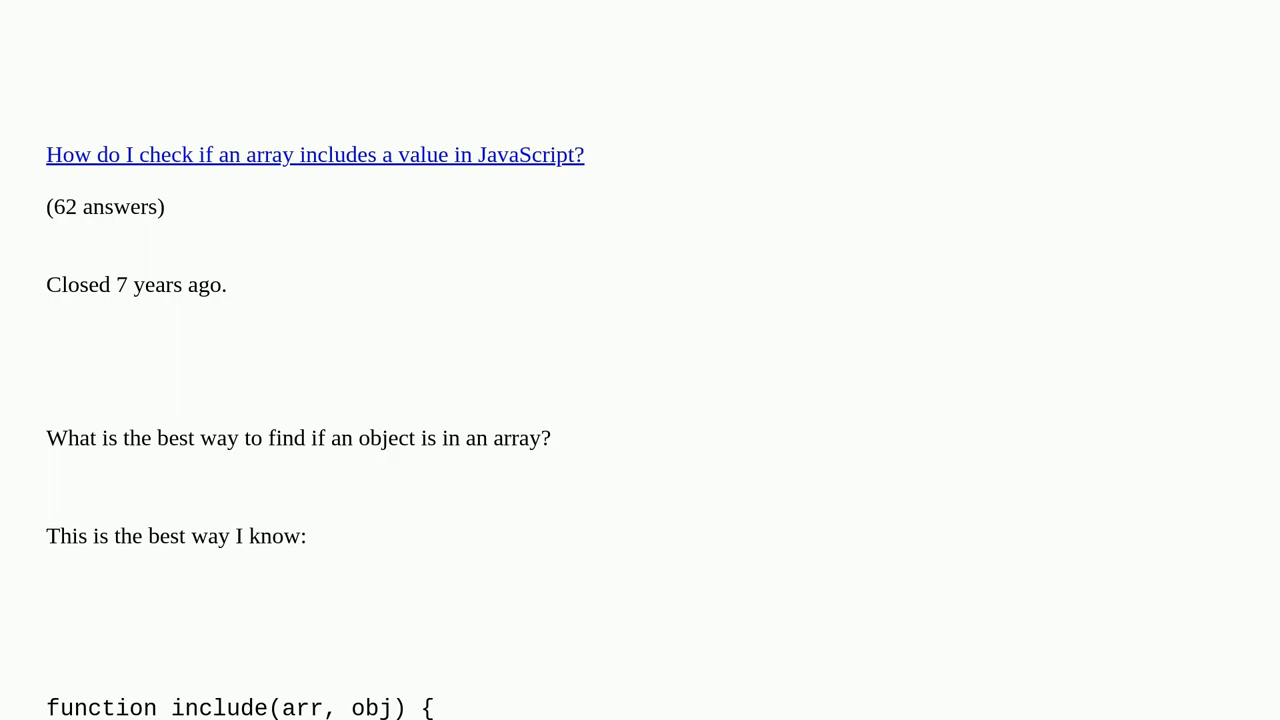 How do I check if an array includes a value in JavaScript?
(62 answers)
Closed 7 years ago.
What is the best way to find if an object is in an array?
This is the best way I know:
function include(arr, obj) {